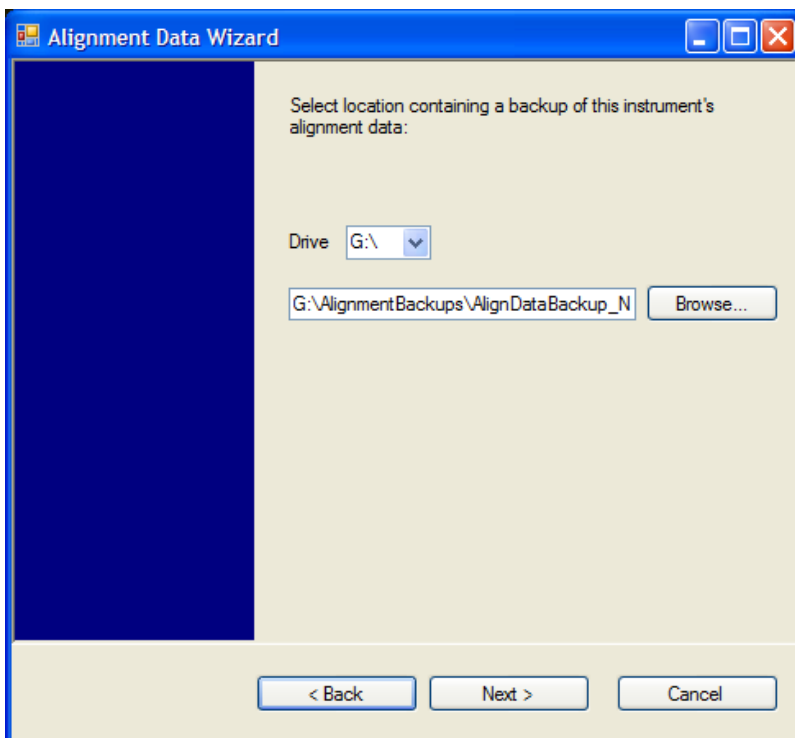 Alignment Data Wizard
Select location containing a backup of this instrument's
alignment data:
Drive G:\
G:\AlignmentBackups\AlignDataBackup_N Browse...
< Back Next > Cancel